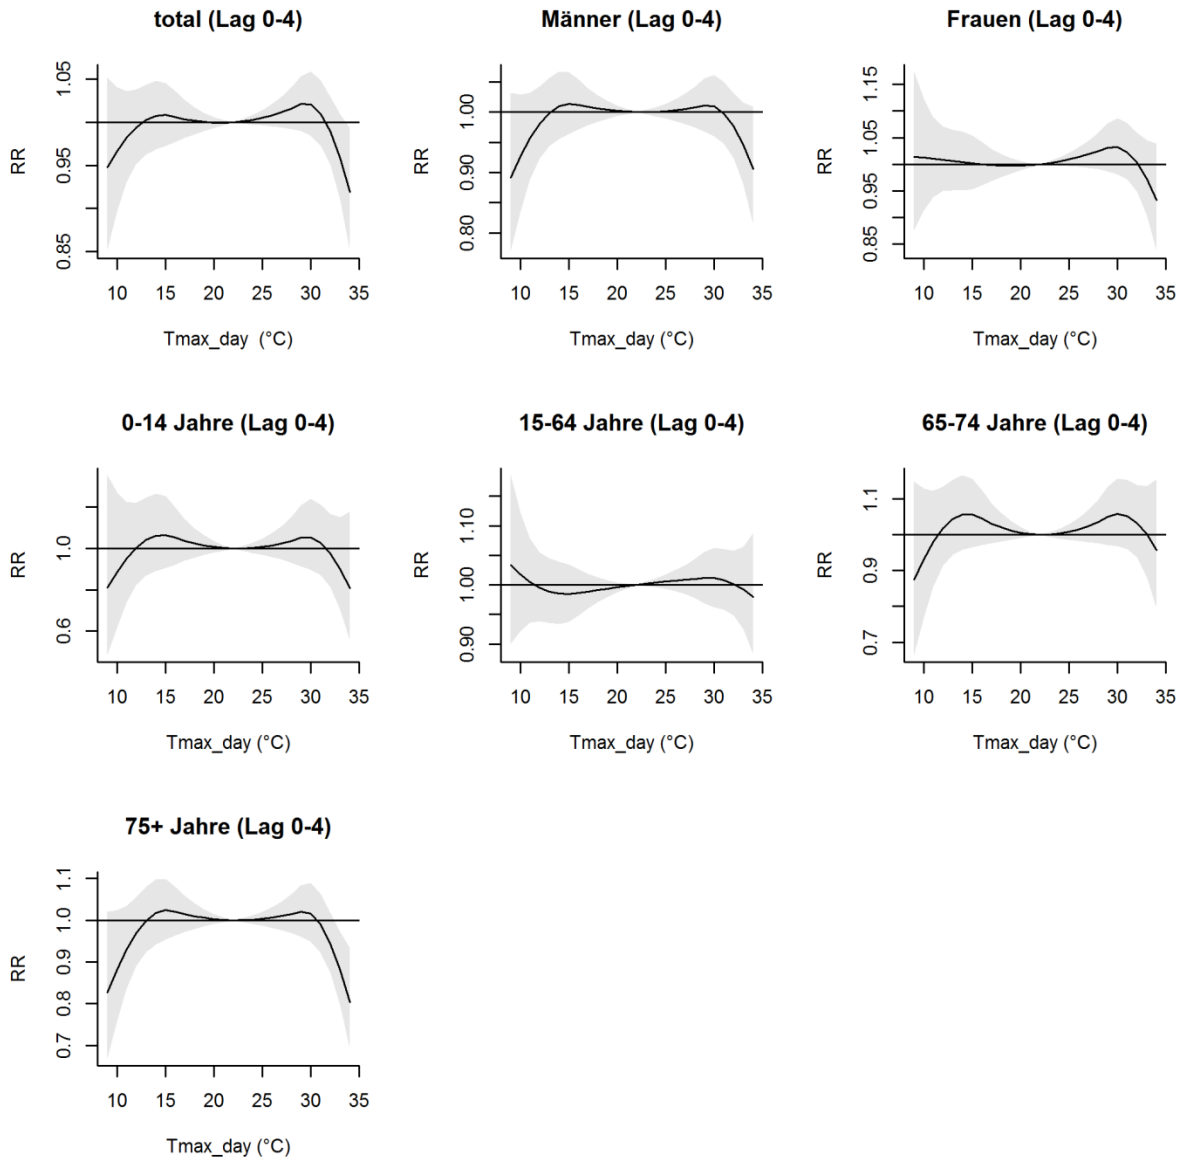 total (Lag 0-4)
RR
1.05
0.95
0.85
10 15 20 25 30 35
Tmax_day (°C)
Männer (Lag 0-4)
RR
1.00
0.90
0.80
10 15 20 25 30 35
Tmax_day (°C)
Frauen (Lag 0-4)
RR
1.15
1.05
0.95
0.85
10 15 20 25 30 35
Tmax_day (°C)
0-14 Jahre (Lag 0-4)
RR
1.0
0.6
10 15 20 25 30 35
Tmax_day (°C)
15-64 Jahre (Lag 0-4)
RR
1.10
1.00
0.90
10 15 20 25 30 35
Tmax_day (°C)
65-74 Jahre (Lag 0-4)
RR
1.1
0.9
0.7
10 15 20 25 30 35
Tmax_day (°C)
75+ Jahre (Lag 0-4)
RR
1.1
1.0
0.9
0.8
0.7
10 15 20 25 30 35
Tmax_day (°C)